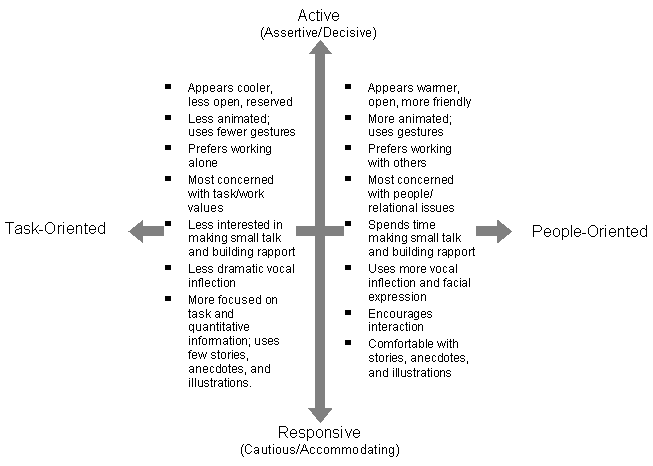 Active
(Assertive/Decisive)
▪ Appears cooler,
less open, reserved
▪ Less animated;
uses fewer gestures
▪ Prefers working
alone
▪ Most concerned
with task/work
values
▪ Less interested in
making small talk
and building rapport
▪ Less dramatic vocal
inflection
▪ More focused on
task and
quantitative
information; uses
few stories,
anecdotes, and
illustrations.
▪ Appears warmer,
open, more friendly
▪ More animated;
uses gestures
▪ Prefers working
with others
▪ Most concerned
with people/
relational issues
▪ Spends time
making small talk
and building rapport
▪ Uses more vocal
inflection and facial
expression
▪ Encourages
interaction
▪ Comfortable with
stories, anecdotes,
and illustrations
Task-Oriented
People-Oriented
Responsive
(Cautious/Accommodating)